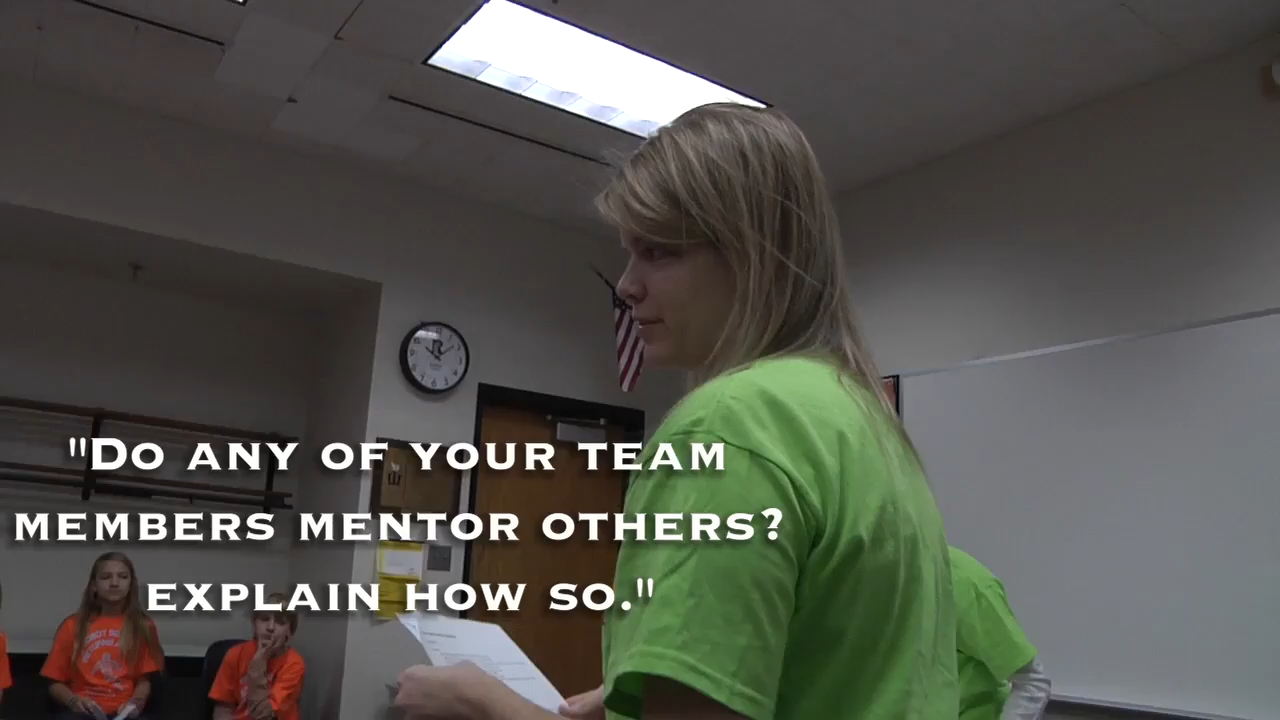 "Do any of your team
members mentor others?
explain how so."